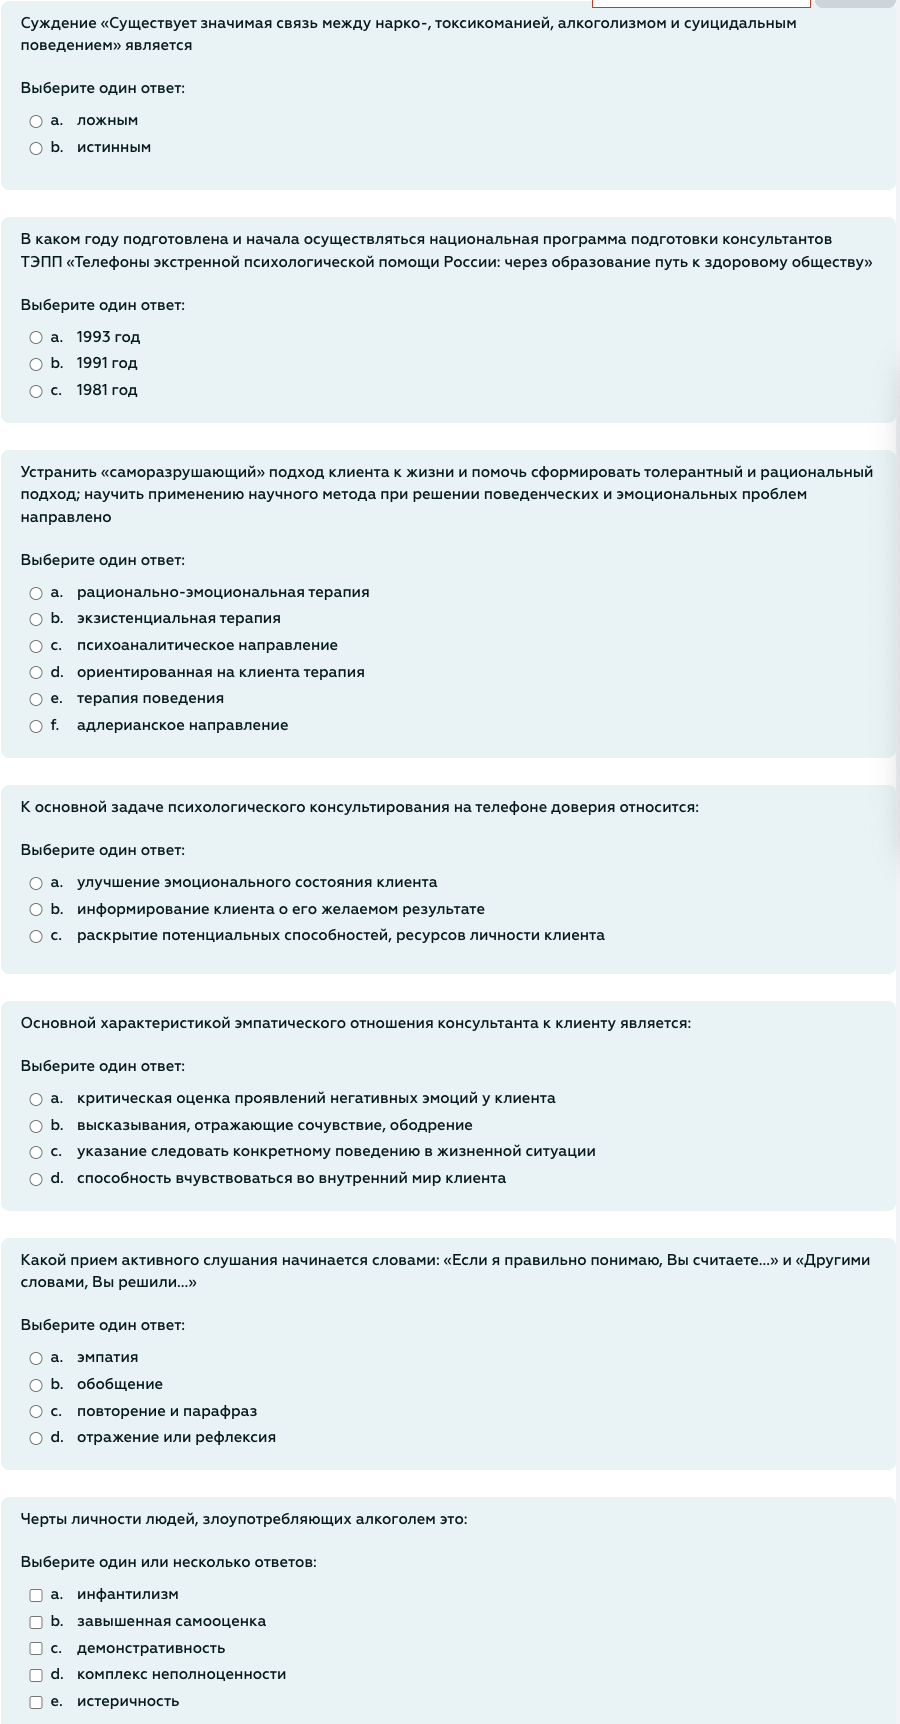 Суждение «Существует значимая связь между нарко-, токсикоманией, алкоголизмом и суицидальным
поведением» является
Выберите один ответ:
a. ложным
b. истинным
В каком году подготовлена и начала осуществляться национальная программа подготовки консультантов
ТЭПП «Телефоны экстренной психологической помощи России: через образование путь к здоровому обществу»
Выберите один ответ:
a. 1993 год
b. 1991 год
c. 1981 год
Устранить «саморазрушающий» подход клиента к жизни и помочь сформировать толерантный и рациональный
подход; научить применению научного метода при решении поведенческих и эмоциональных проблем
направлено
Выберите один ответ:
a. рационально-эмоциональная терапия
b. экзистенциальная терапия
c. психоаналитическое направление
d. ориентированная на клиента терапия
e. терапия поведения
f. адлерианское направление
К основной задаче психологического консультирования на телефоне доверия относится:
Выберите один ответ:
a. улучшение эмоционального состояния клиента
b. информирование клиента о его желаемом результате
c. раскрытие потенциальных способностей, ресурсов личности клиента
Основной характеристикой эмпатического отношения консультанта к клиенту является:
Выберите один ответ:
a. критическая оценка проявлений негативных эмоций у клиента
b. высказывания, отражающие сочувствие, ободрение
c. указание следовать конкретному поведению в жизненной ситуации
d. способность вчувствоваться во внутренний мир клиента
Какой прием активного слушания начинается словами: «Если я правильно понимаю, Вы считаете...» и «Другими
словами, Вы решили...»
Выберите один ответ:
a. эмпатия
b. обобщение
c. повторение и парафраз
d. отражение или рефлексия
Черты личности людей, злоупотребляющих алкоголем это:
Выберите один или несколько ответов:
a. инфантилизм
b. завышенная самооценка
c. демонстративность
d. комплекс неполноценности
e. истеричность